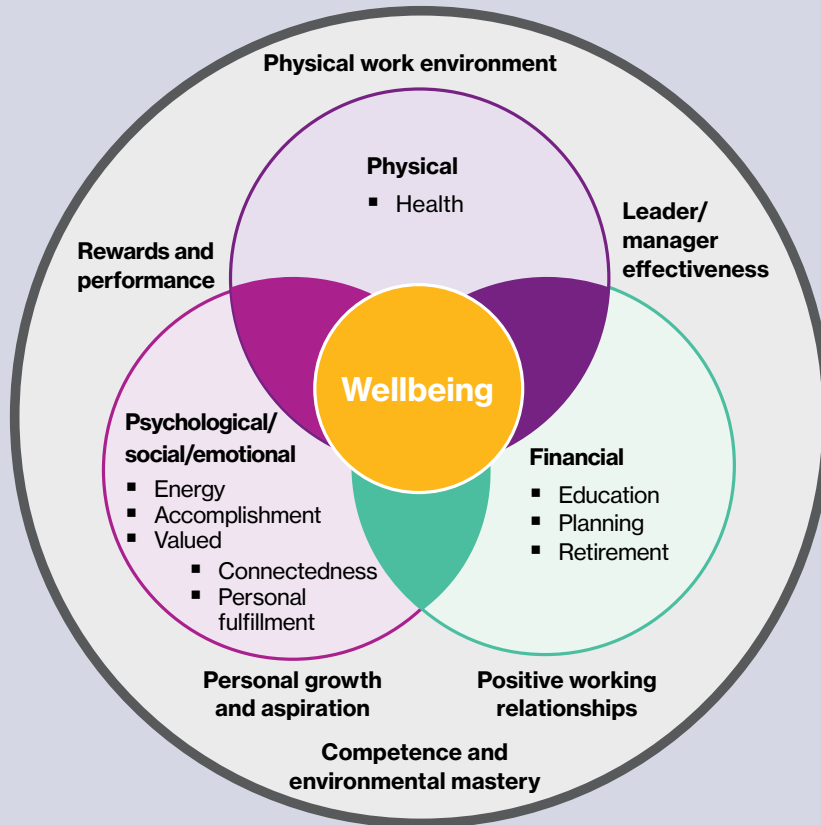 Physical work environment
Physical
▪ Health
Leader/
manager
effectiveness
Rewards and
performance
Wellbeing
Psychological/
social/emotional
▪ Energy
▪ Accomplishment
▪ Valued
▪ Connectedness
▪ Personal
fulfillment
Financial
▪ Education
▪ Planning
▪ Retirement
Personal growth
and aspiration
Positive working
relationships
Competence and
environmental mastery